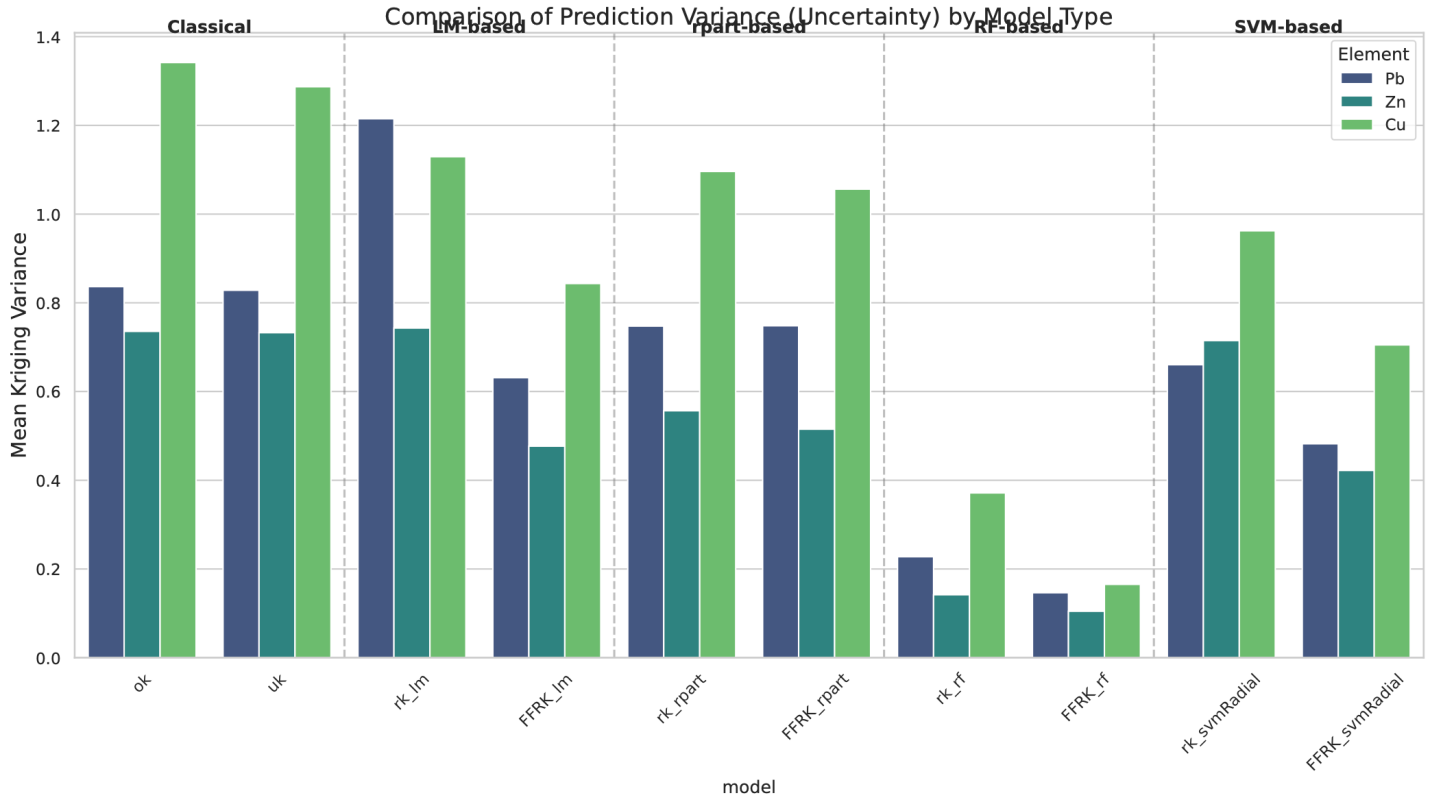 Comparison of Prediction Variance (Uncertainty) by Model Type
Classical LM-based rpart-based RF-based SVM-based
Element
Pb
Zn
Cu
Mean Kriging Variance
1.4
1.2
1.0
0.8
0.6
0.4
0.2
0.0
ok uk rk_lm FFRK_lm rk_rpart FFRK_rpart rk_rf FFRK_rf rk_svmRadial FFRK_svmRadial
model